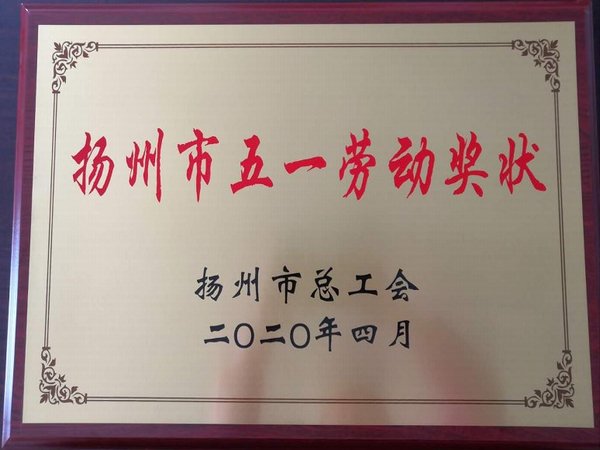 扬州市五一劳动奖状
扬州市总工会
二〇二〇年四月